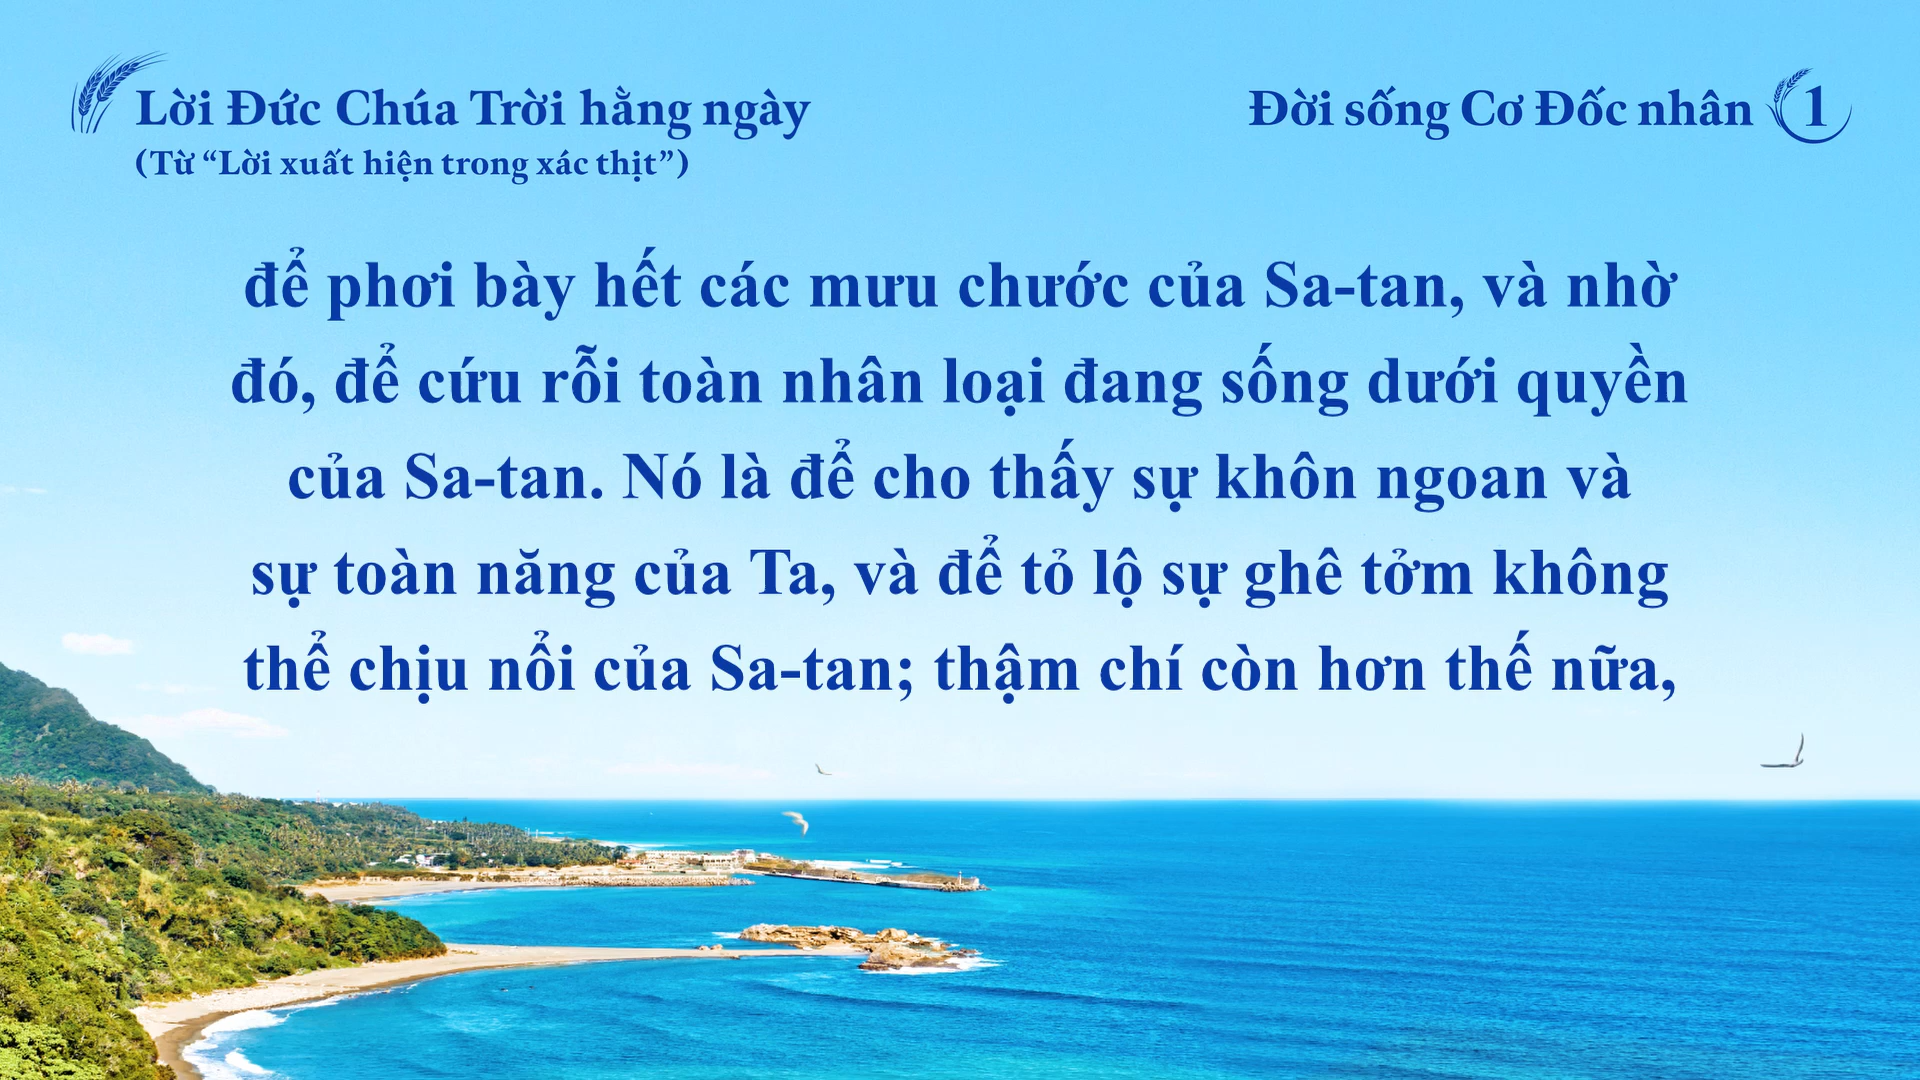 Lời Đức Chúa Trời hằng ngày
(Từ “Lời xuất hiện trong xác thịt”)
Đời sống Cơ Đốc nhân 1
để phơi bày hết các mưu chước của Sa-tan, và nhờ
đó, để cứu rỗi toàn nhân loại đang sống dưới quyền
của Sa-tan. Nó là để cho thấy sự khôn ngoan và
sự toàn năng của Ta, và để tỏ lộ sự ghê tởm không
thể chịu nổi của Sa-tan; thậm chí còn hơn thế nữa,